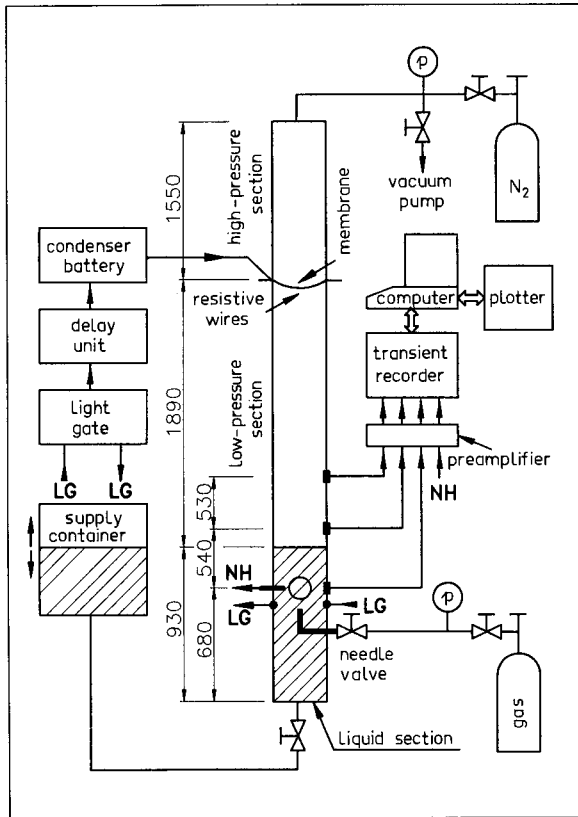 p
1550
high-pressure
section
membrane
vacuum
pump
N₂
condenser
battery
resistive
wires
computer
plotter
delay
unit
transient
recorder
1890
low-pressure
section
light
gate
preamplifier
LG
LG
NH
530
supply
container
540
NH
LG
LG
p
930
680
needle
valve
gas
liquid section